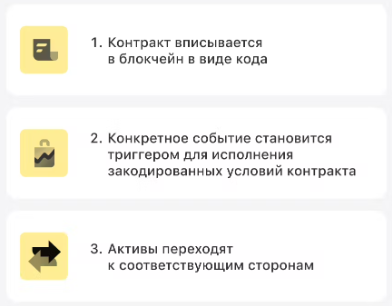 1. Контракт вписывается
в блокчейн в виде кода
2. Конкретное событие становится
триггером для исполнения
закодированных условий контракта
3. Активы переходят
к соответствующим сторонам